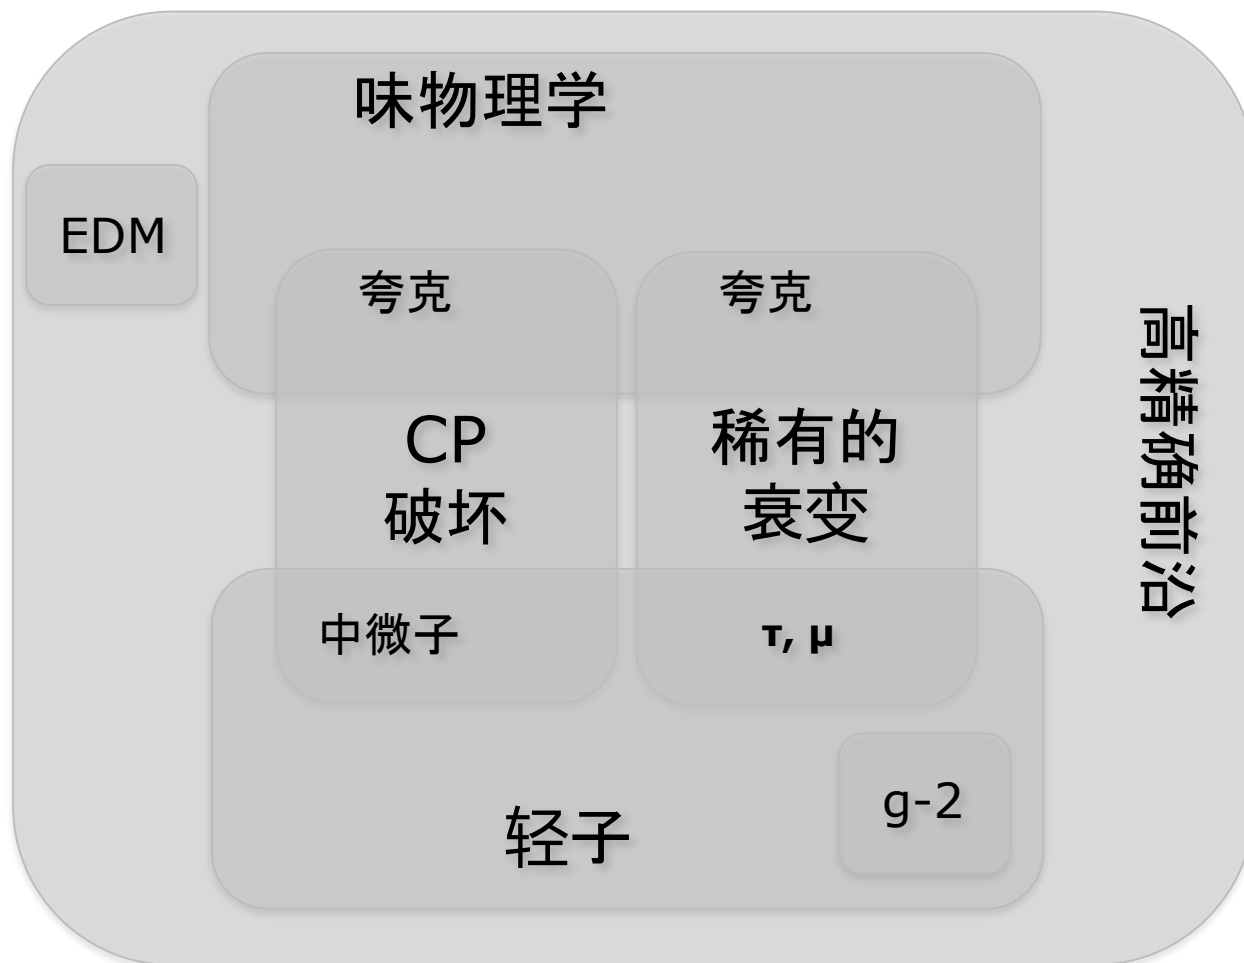 味物理学
EDM
夸克
夸克
CP
破坏
稀有的
衰变
中微子
τ, μ
轻子
g-2
高精确前沿